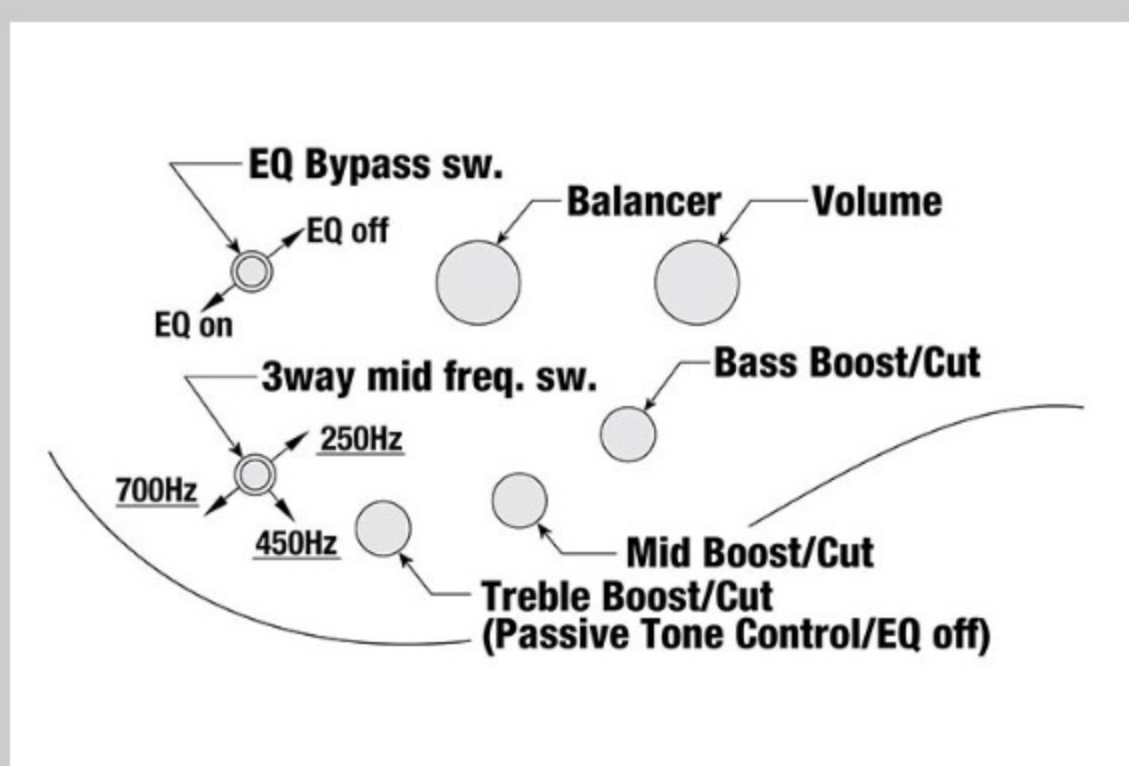 EQ Bypass sw.
EQ off
EQ on
Balancer
Volume
3way mid freq. sw.
250Hz
700Hz
450Hz
Bass Boost/Cut
Mid Boost/Cut
Treble Boost/Cut
(Passive Tone Control/EQ off)